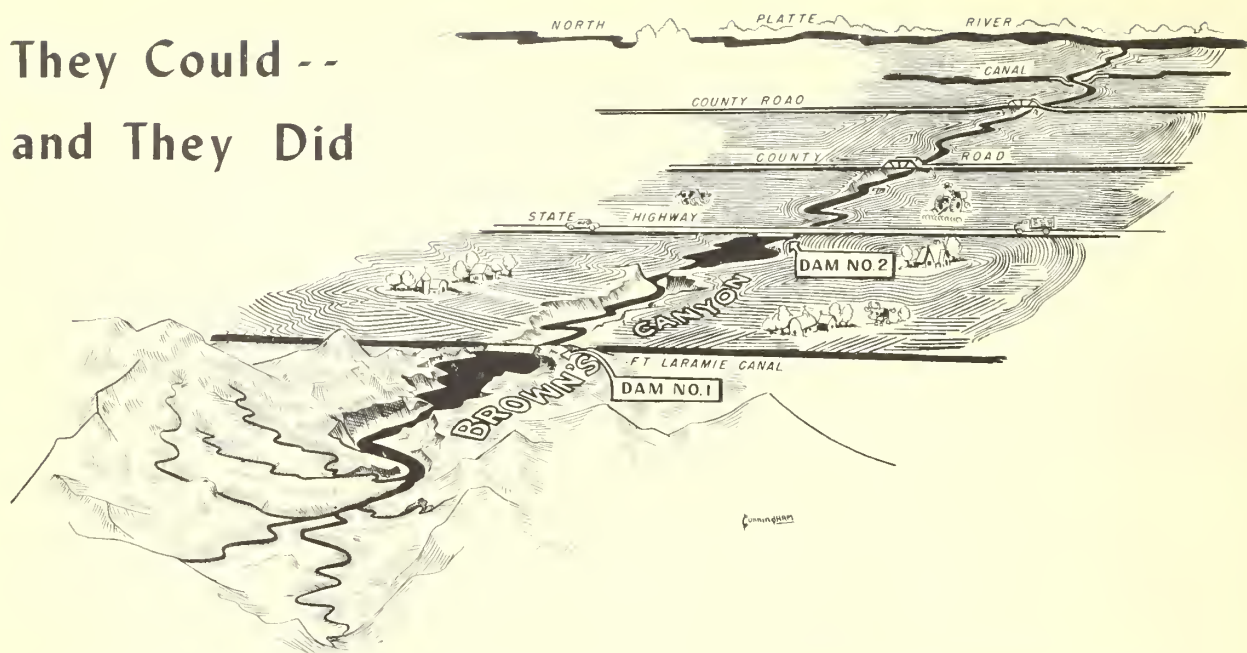 They Could --
and They Did
NORTH PLATTE RIVER
CANAL
COUNTY ROAD
COUNTY ROAD
STATE HIGHWAY
DAM NO.2
CANYON
FT LARAMIE CANAL
BROWN'S
DAM NO.1
CUNNINGHAM